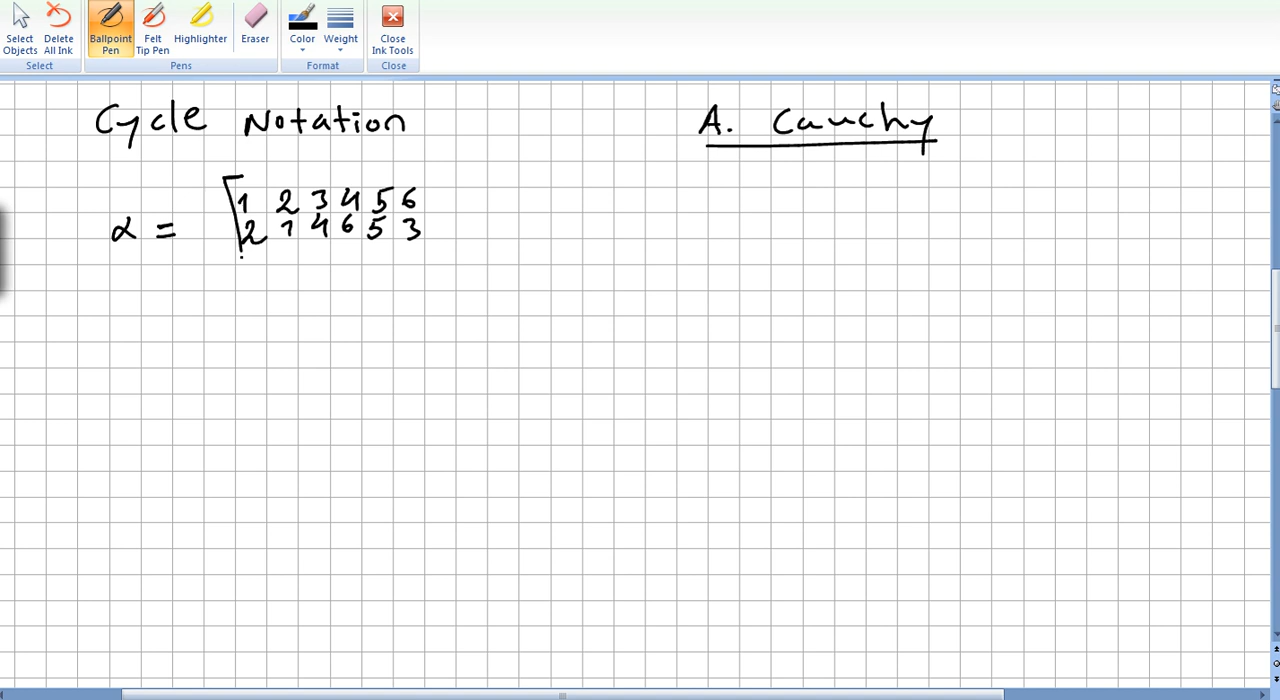 Select Objects
Delete All Ink
Ballpoint Pen
Felt Tip Pen
Highlighter
Eraser
Color
Weight
Close Ink Tools
Select
Pens
Format
Close
Cycle Notation
A. Cauchy
1 2 3 4 5 6
α = 2 1 4 6 5 3